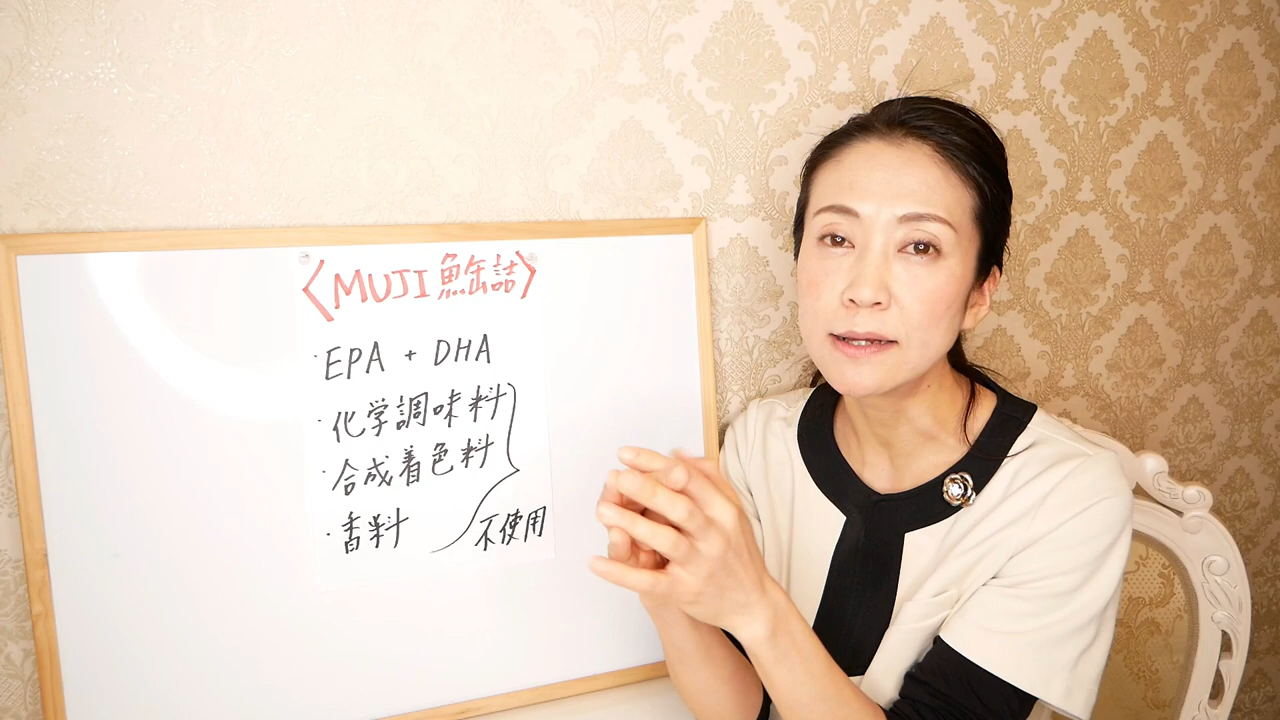 〈MUJI 魚缶詰〉
・EPA + DHA
・化学調味料
・合成着色料
・香料
不使用